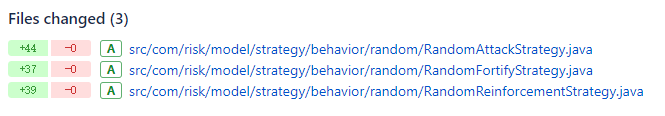 Files changed (3)
+44 −0 A src/com/risk/model/strategy/behavior/random/RandomAttackStrategy.java
+37 −0 A src/com/risk/model/strategy/behavior/random/RandomFortifyStrategy.java
+39 −0 A src/com/risk/model/strategy/behavior/random/RandomReinforcementStrategy.java